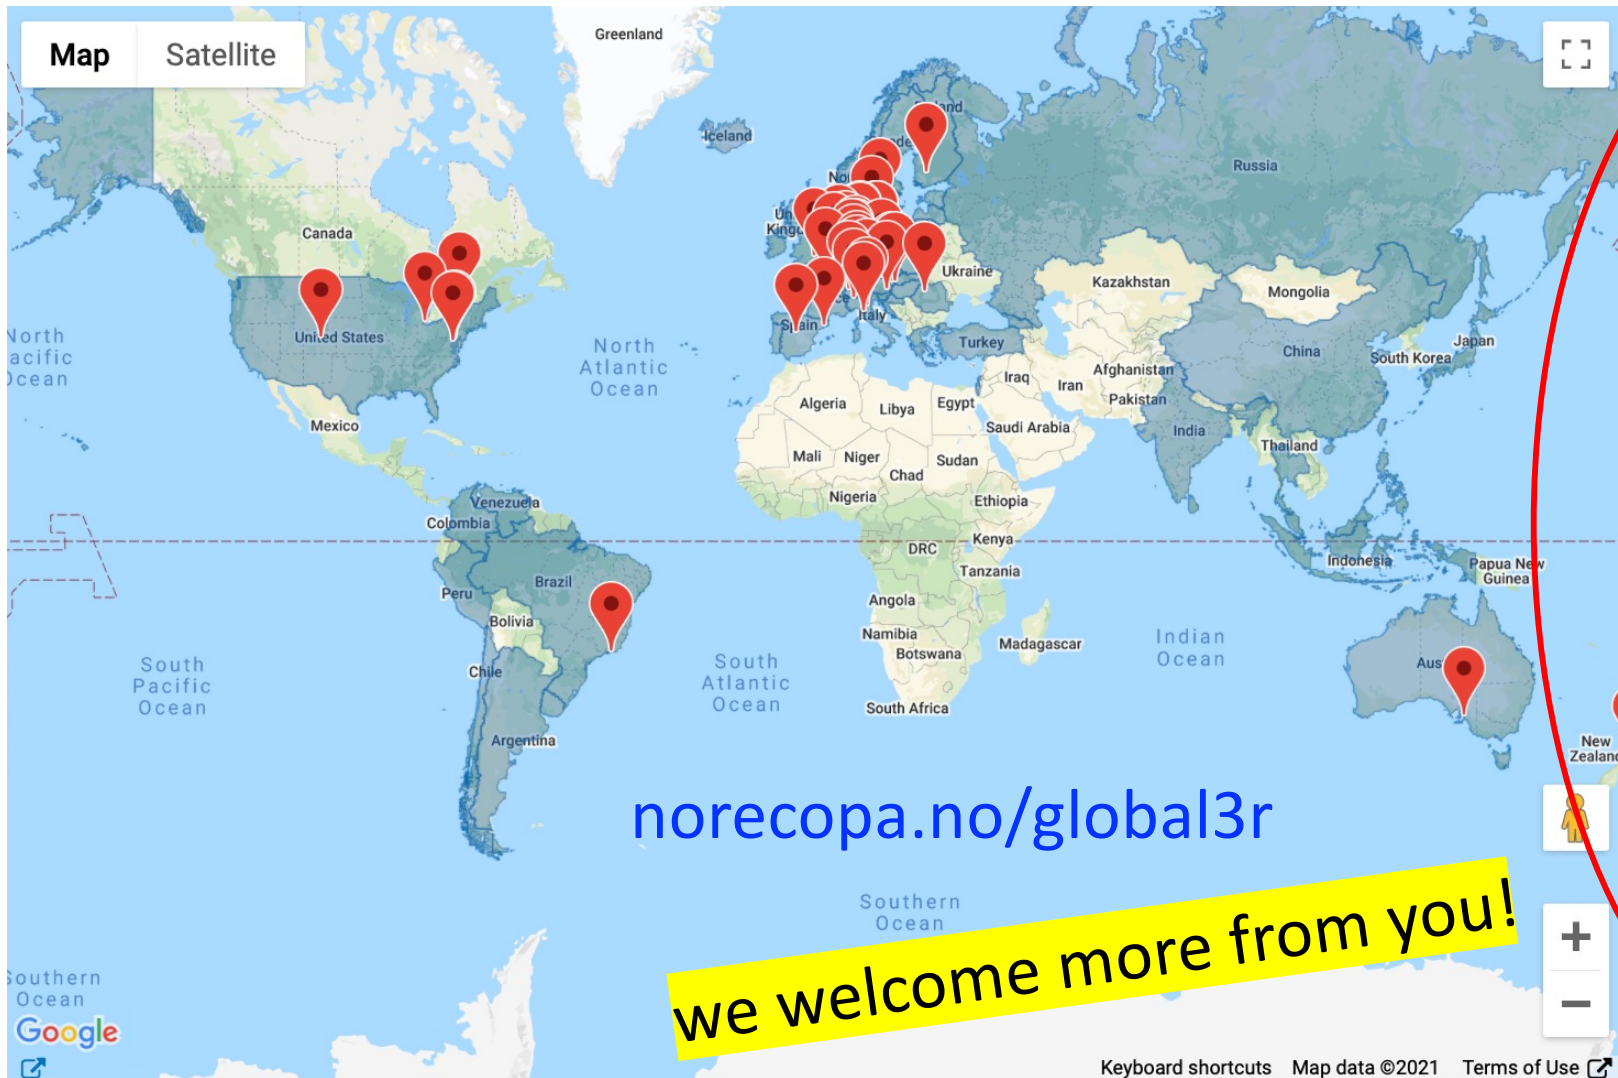 Map
Satellite
Greenland
Iceland
Russia
Canada
Ukraine
Kazakhstan
Mongolia
United States
Spain
Italy
Turkey
China
Japan
South Korea
North
Atlantic
Ocean
Afghanistan
Iraq
Iran
Pakistan
Algeria
Libya
Egypt
Saudi Arabia
India
Mexico
Thailand
Mali
Niger
Chad
Sudan
Nigeria
Ethiopia
Venezuela
Colombia
DRC
Kenya
Tanzania
Indonesia
Papua New
Guinea
Brazil
Peru
Bolivia
Angola
Namibia
Botswana
Madagascar
Indian
Ocean
South
Pacific
Ocean
South
Atlantic
Ocean
Chile
South Africa
Argentina
New
Zealand
norecopa.no/global3r
Southern
Ocean
we welcome more from you!
Southern
Ocean
Google
Keyboard shortcuts
Map data ©2021
Terms of Use